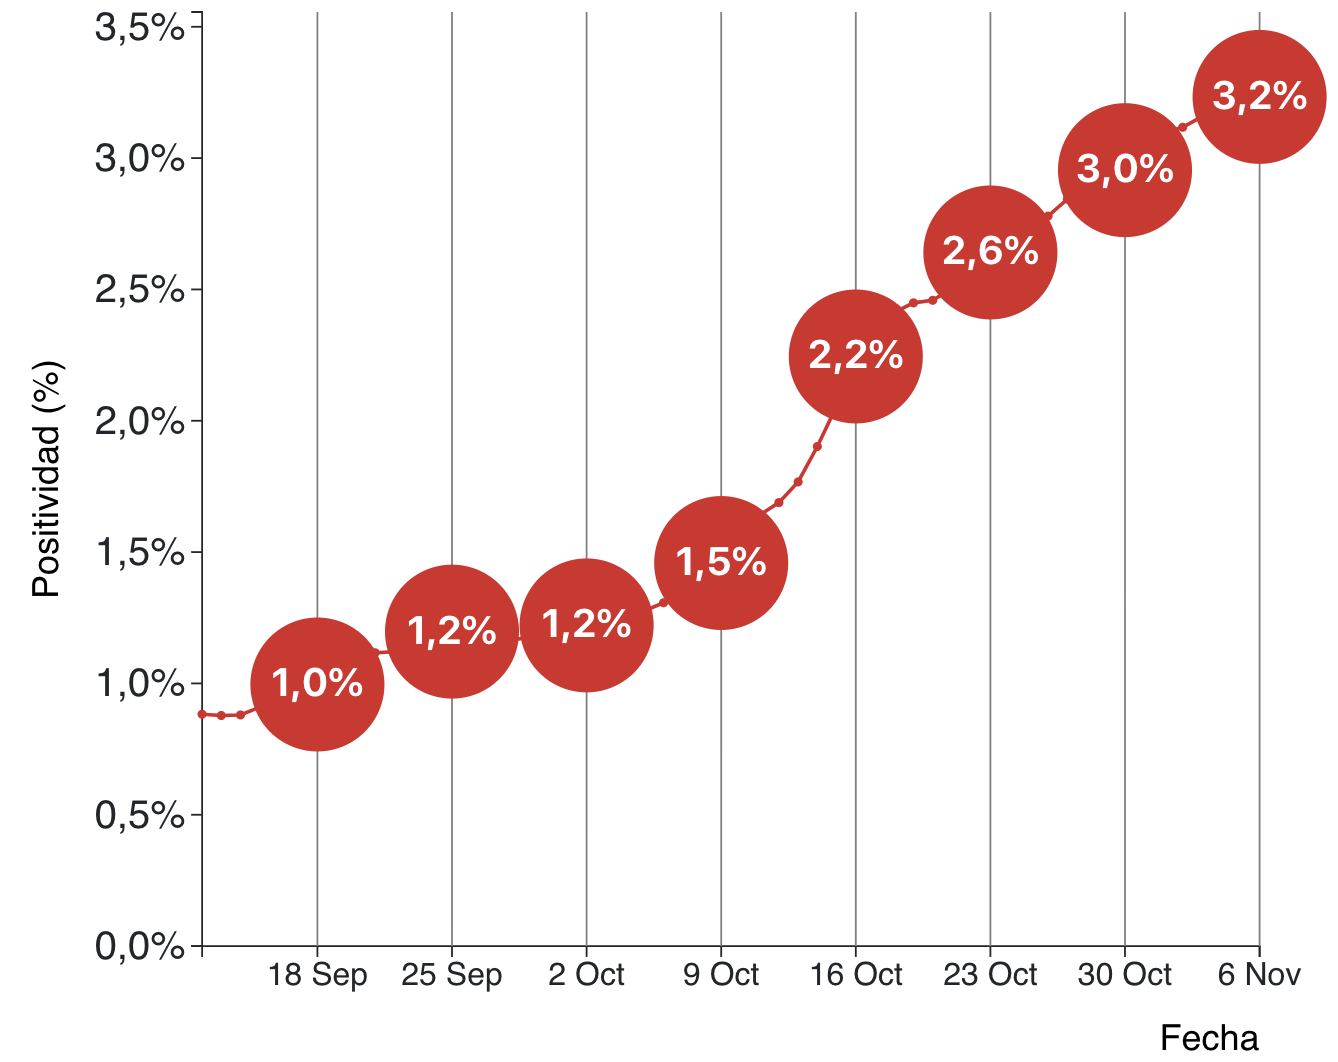 3,5%
3,0%
2,5%
2,0%
1,5%
1,0%
0,5%
0,0%
Positividad (%)
1,0%
1,2%
1,2%
1,5%
2,2%
2,6%
3,0%
3,2%
18 Sep
25 Sep
2 Oct
9 Oct
16 Oct
23 Oct
30 Oct
6 Nov
Fecha